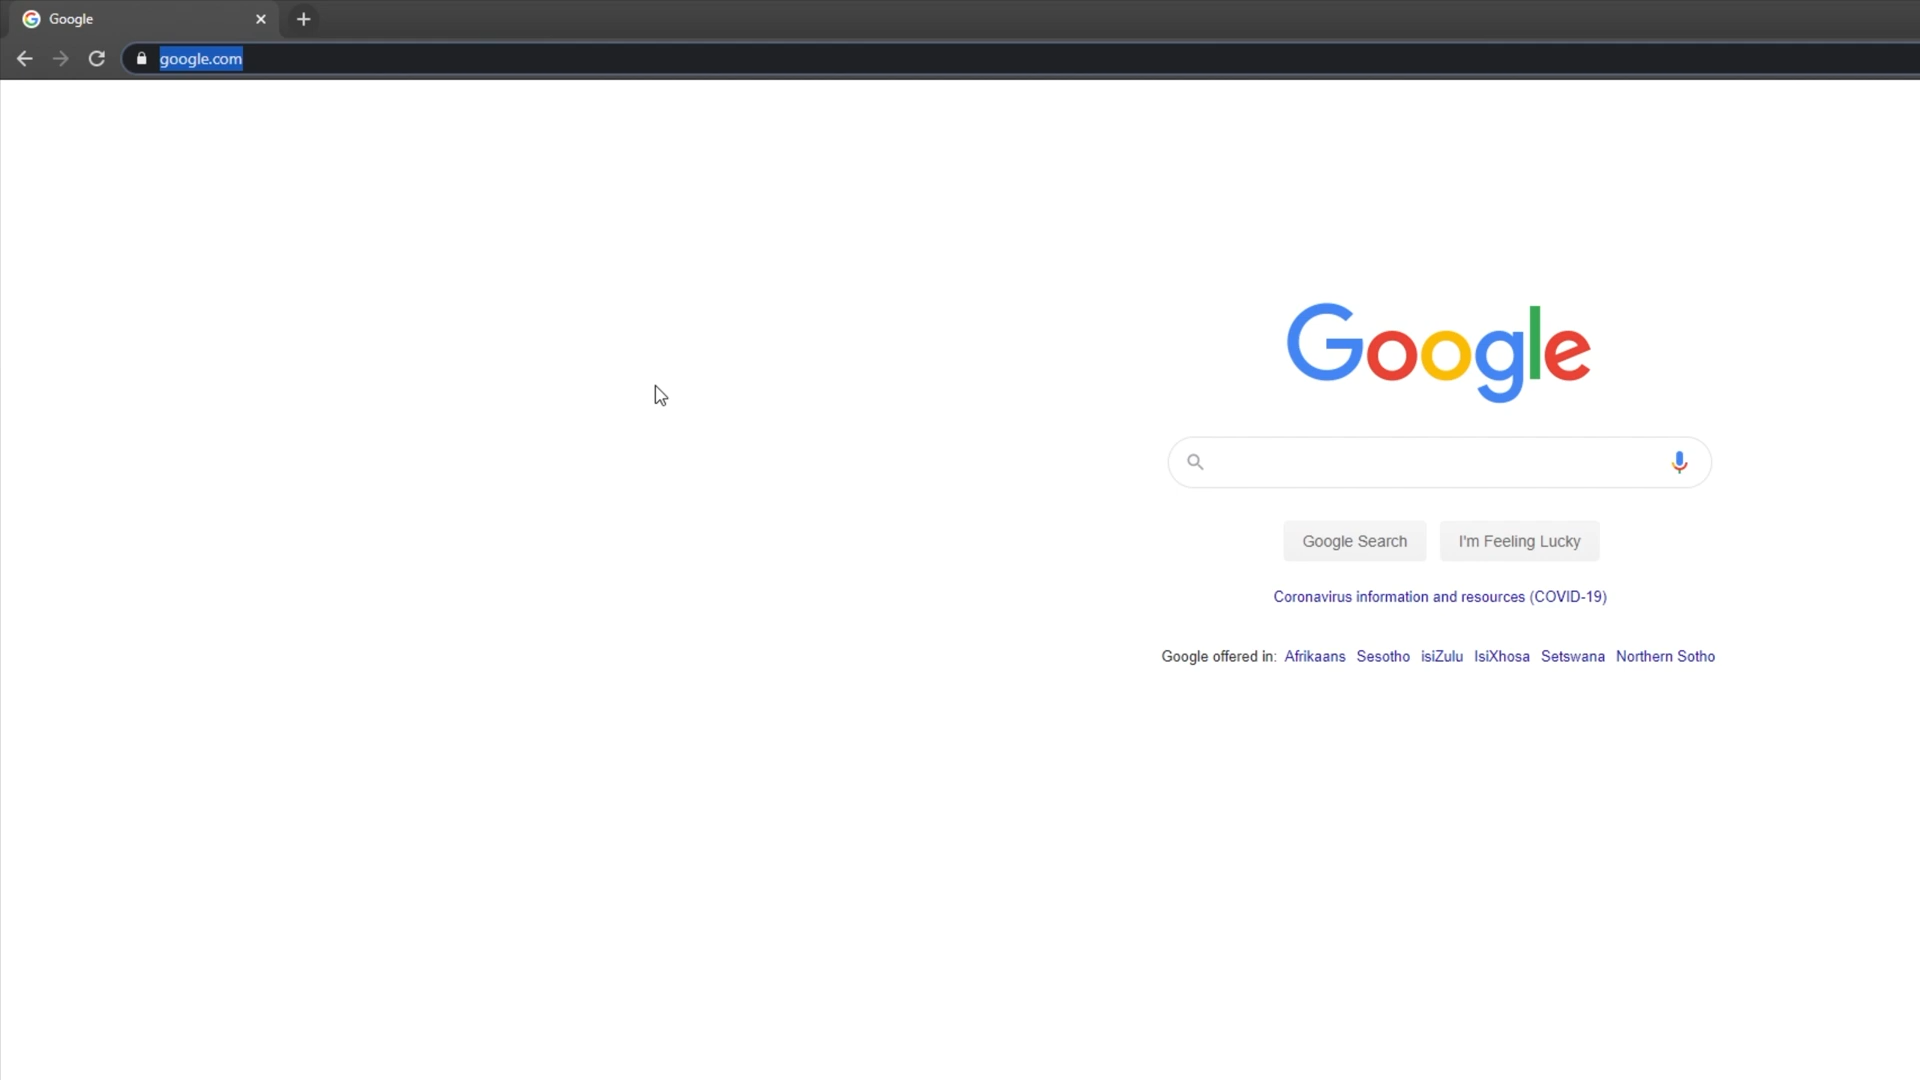 Google
google.com
Google
Google Search I'm Feeling Lucky
Coronavirus information and resources (COVID-19)
Google offered in: Afrikaans Sesotho isiZulu IsiXhosa Setswana Northern Sotho